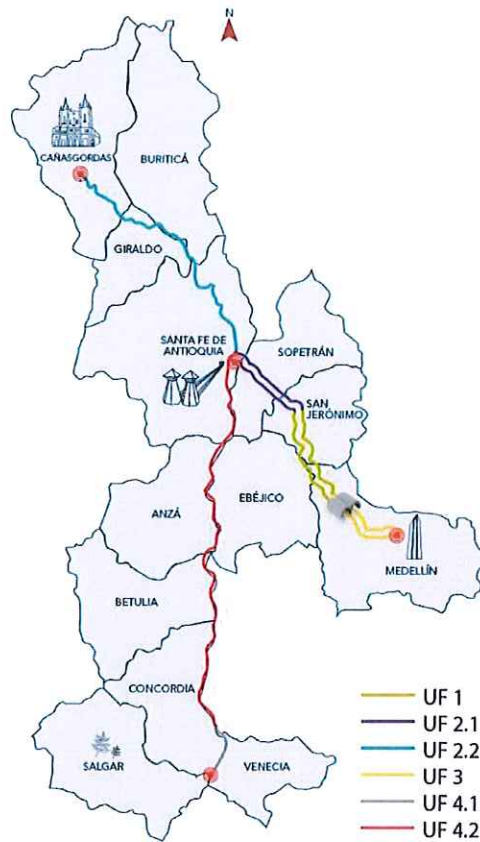 N
CAÑASGORDAS
BURITICÁ
GIRALDO
SANTA FE DE
ANTIOQUIA
SOPETRÁN
SAN
JERÓNIMO
ANZÁ
EBÉJICO
MEDELLÍN
BETULIA
CONCORDIA
SALGAR
VENECIA
UF 1
UF 2.1
UF 2.2
UF 3
UF 4.1
UF 4.2